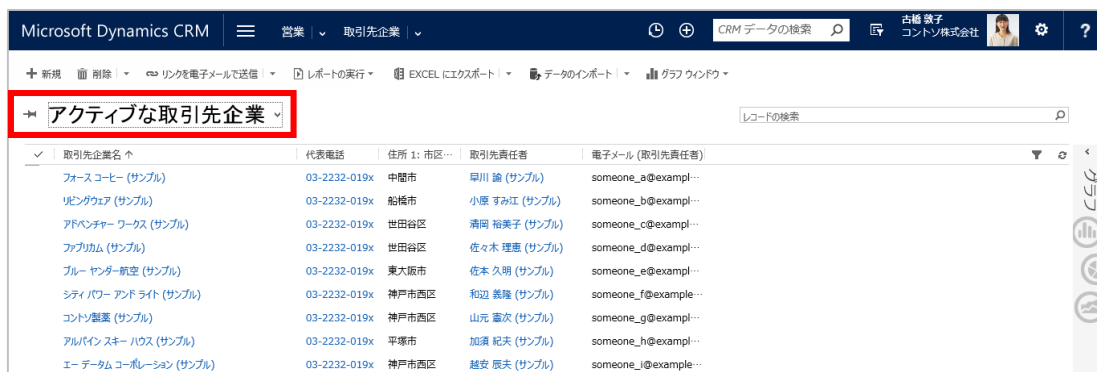 Microsoft Dynamics CRM 営業 取引先企業 CRM データの検索 古橋 敦子 コントソ株式会社 ?
新規 削除 リンクを電子メールで送信 レポートの実行 EXCEL にエクスポート データのインポート グラフ ウィンドウ
アクティブな取引先企業 レコードの検索
取引先企業名 代表電話 住所 1: 市区… 取引先責任者 電子メール (取引先責任者)
フォース コーヒー (サンプル) 03-2232-019x 中間市 早川 諭 (サンプル) someone_a@exampl…
リビングウェア (サンプル) 03-2232-019x 船橋市 小原 すみ江 (サンプル) someone_b@exampl…
アドベンチャー ワークス (サンプル) 03-2232-019x 世田谷区 清岡 裕美子 (サンプル) someone_c@exampl…
ファブリカム (サンプル) 03-2232-019x 世田谷区 佐々木 理恵 (サンプル) someone_d@exampl…
ブルー ヤンダー航空 (サンプル) 03-2232-019x 東大阪市 佐本 久明 (サンプル) someone_e@exampl…
シティ パワー アンド ライト (サンプル) 03-2232-019x 神戸市西区 和辺 義隆 (サンプル) someone_f@example…
コントソ製薬 (サンプル) 03-2232-019x 神戸市西区 山元 憲次 (サンプル) someone_g@exampl…
アルパイン スキー ハウス (サンプル) 03-2232-019x 平塚市 加須 紀夫 (サンプル) someone_h@exampl…
エー データム コーポレーション (サンプル) 03-2232-019x 神戸市西区 越安 辰夫 (サンプル) someone_i@example…
グラフ